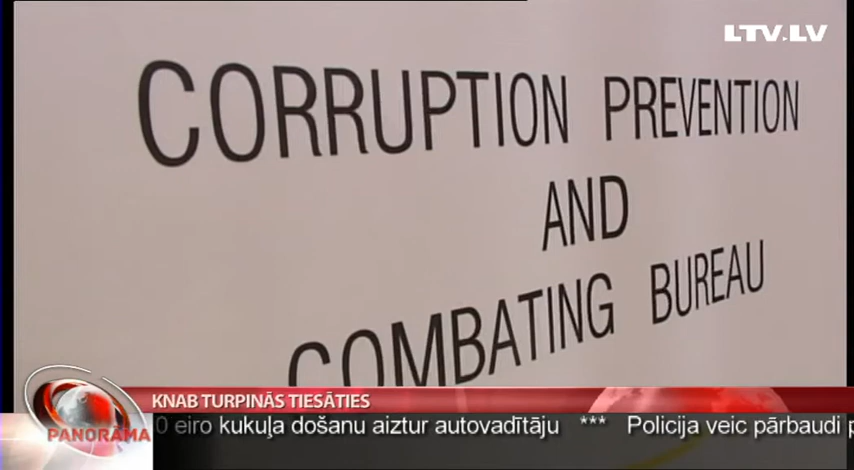 LTV.LV
CORRUPTION PREVENTION
AND
COMBATING BUREAU
KNAB TURPINĀS TIESĀTIES
PANORĀMA
0 eiro kukuļa došanu aiztur autovadītāju *** Policija veic pārbaudi